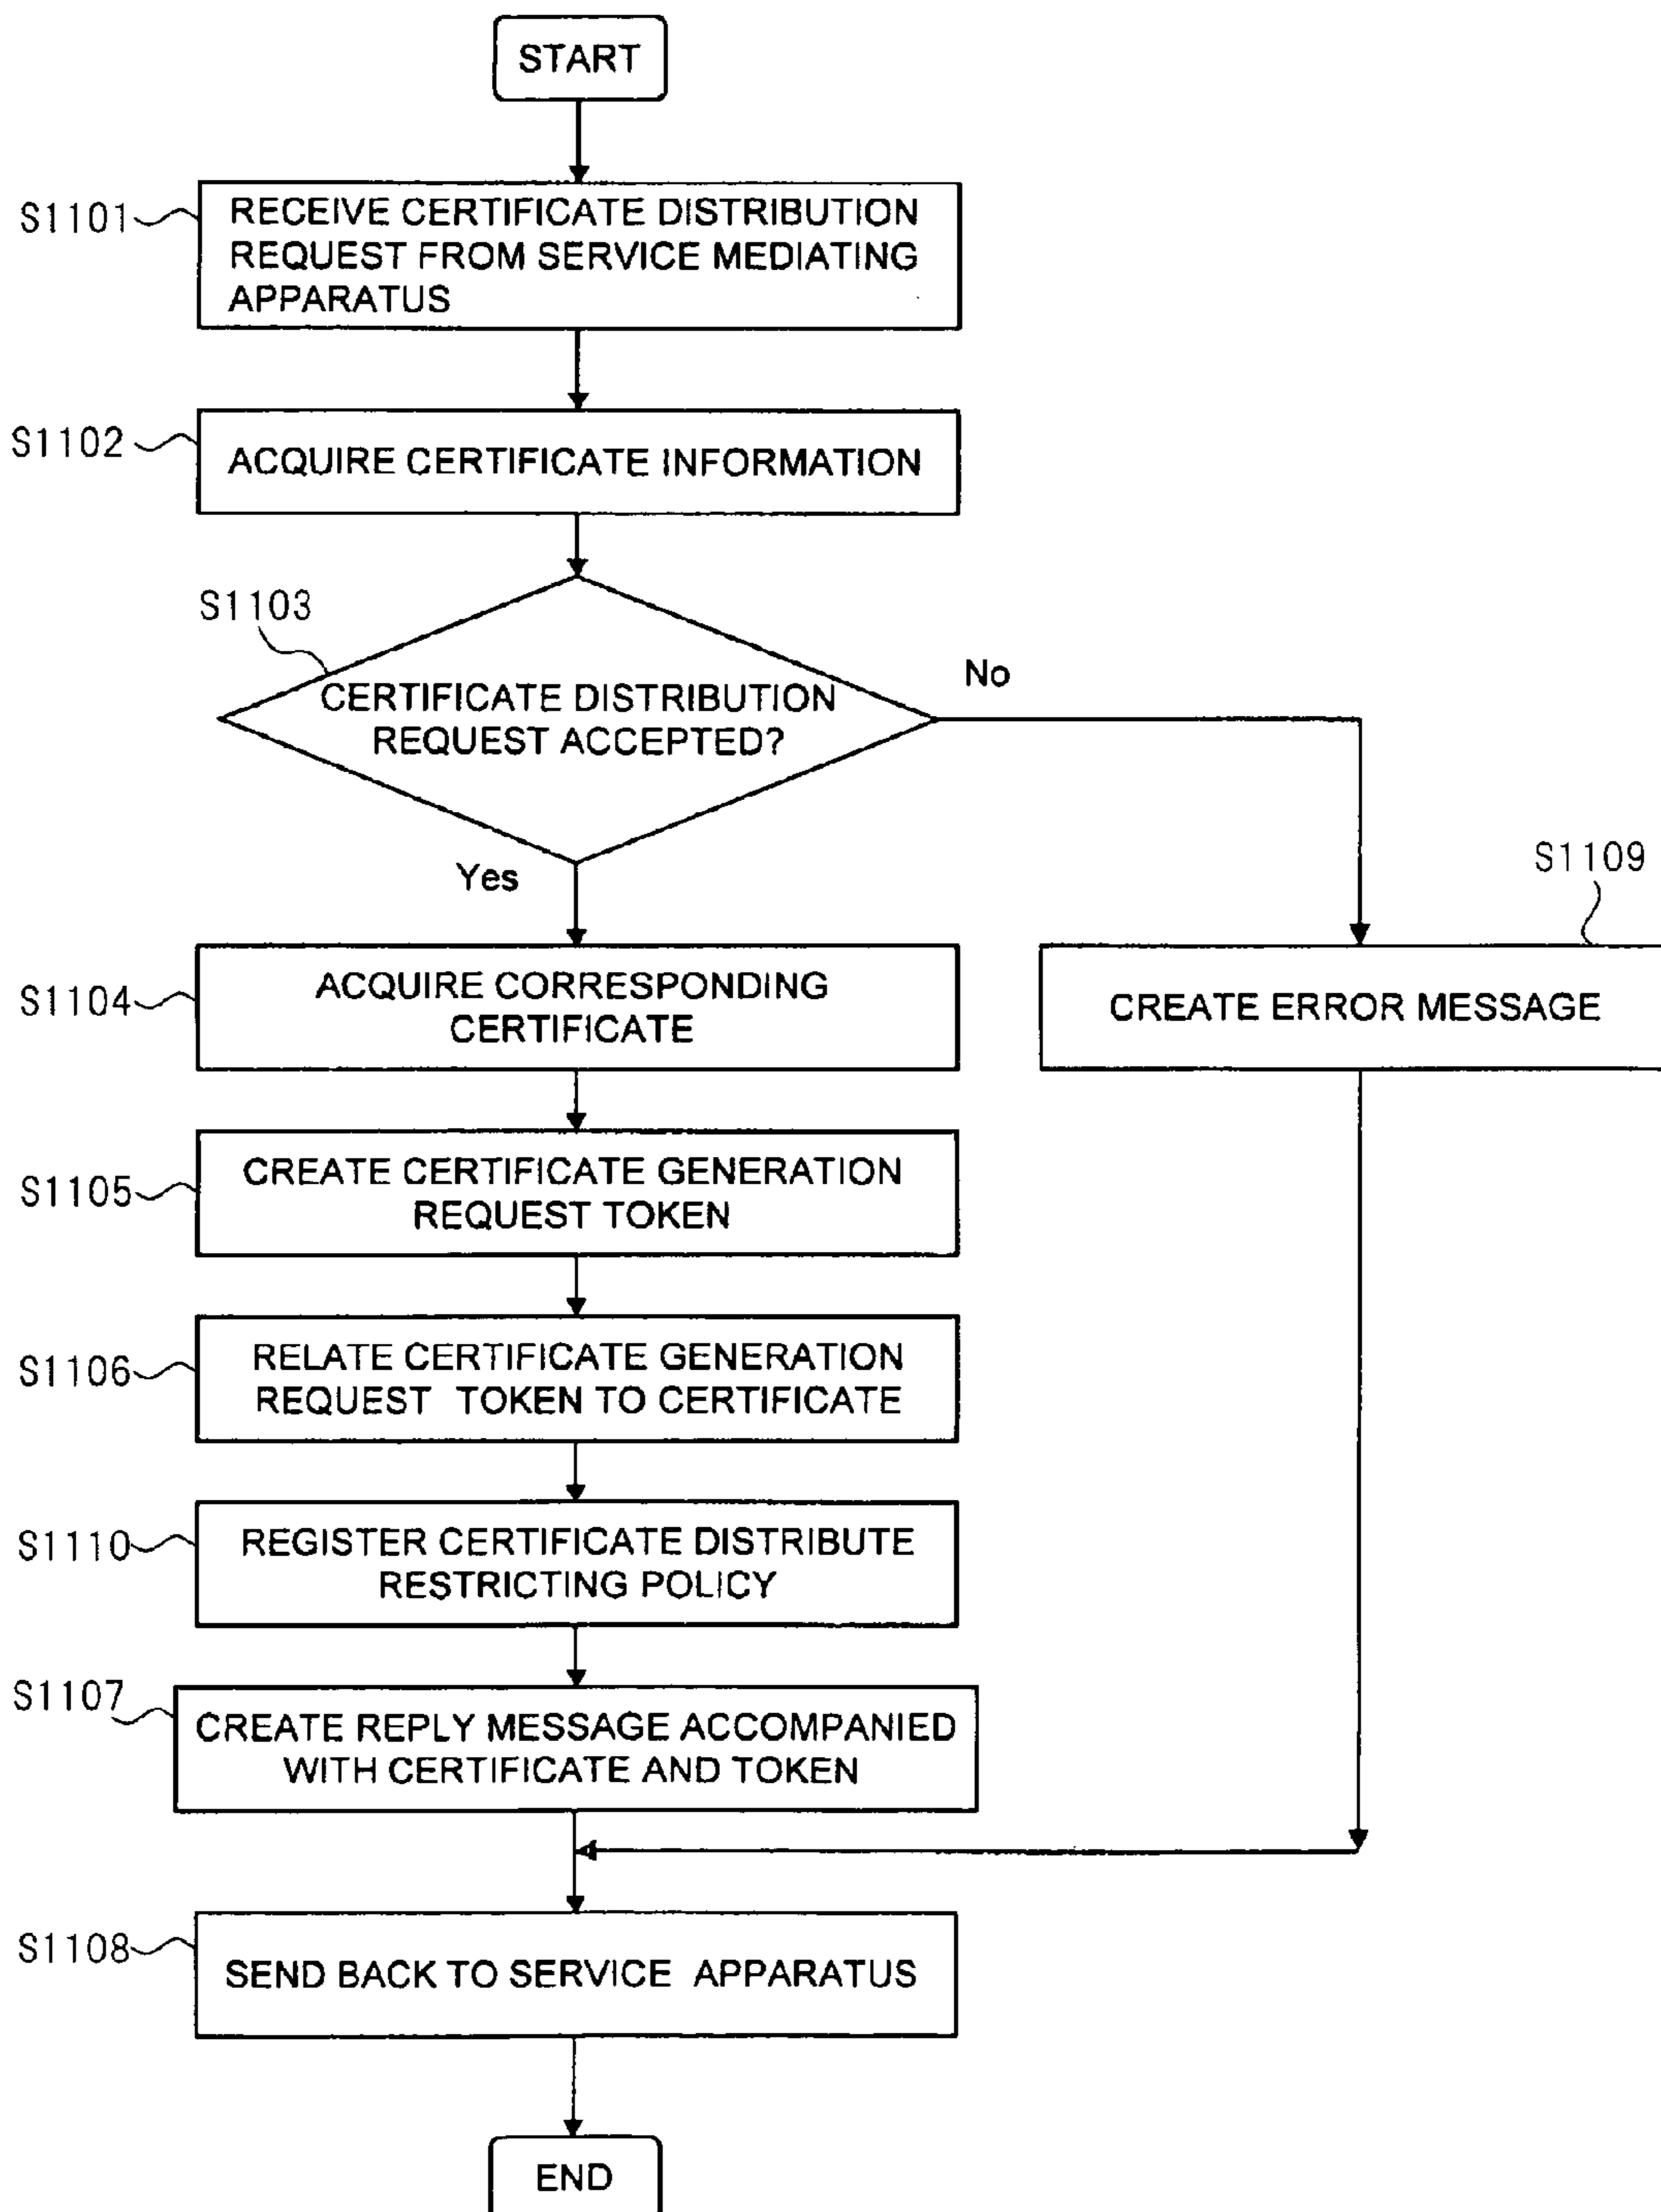 START
S1101
RECEIVE CERTIFICATE DISTRIBUTION
REQUEST FROM SERVICE MEDIATING
APPARATUS
S1102
ACQUIRE CERTIFICATE INFORMATION
S1103
CERTIFICATE DISTRIBUTION
REQUEST ACCEPTED?
No
Yes
S1109
S1104
ACQUIRE CORRESPONDING
CERTIFICATE
CREATE ERROR MESSAGE
S1105
CREATE CERTIFICATE GENERATION
REQUEST TOKEN
S1106
RELATE CERTIFICATE GENERATION
REQUEST TOKEN TO CERTIFICATE
S1110
REGISTER CERTIFICATE DISTRIBUTE
RESTRICTING POLICY
S1107
CREATE REPLY MESSAGE ACCOMPANIED
WITH CERTIFICATE AND TOKEN
S1108
SEND BACK TO SERVICE APPARATUS
END